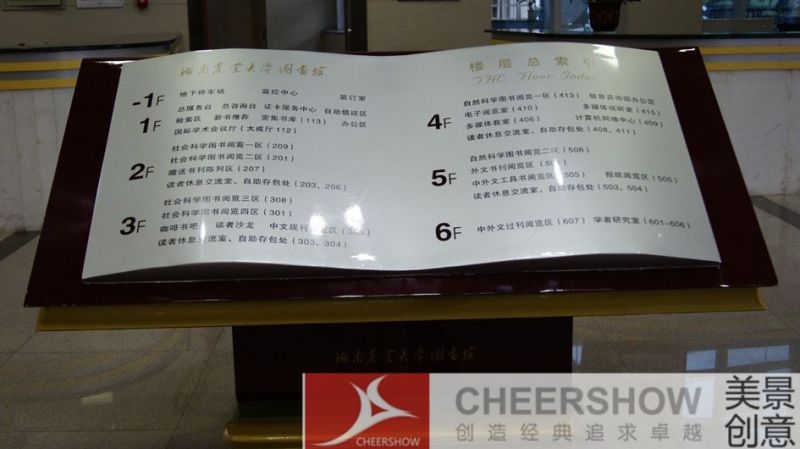 湖南农业大学图书馆
-1F
地下停车场 监控中心 装订室
1F
总服务台 总咨询台 证卡服务中心 自助借还区
检索区 新书推荐 密集书库(113) 办公区
国际学术会议厅(大成厅112)
2F
社会科学图书阅览一区(209)
社会科学图书阅览二区(201)
赠送书刊陈列区(207)
读者休息交流室、自助存包处(203、206)
3F
社会科学图书阅览三区(308)
社会科学图书阅览四区(301)
咖啡书吧 读者沙龙 中文现刊阅览区
读者休息交流室、自助存包处(303、304)
楼层总索引
THE Floor Index
4F
自然科学图书阅览一区(413) 信息咨询部办公区
电子阅览室(410) 多媒体视听室(415)
多媒体教室(406) 计算机网络中心(409)
读者休息交流室、自助存包处(408、411)
5F
自然科学图书阅览二区(508)
外文书刊阅览区
中外文工具书阅览区(505) 报纸阅览区(505)
读者休息交流室、自助存包处(503、504)
6F
中外文过刊阅览区(607) 学者研究室(601-606)
湖南农业大学图书馆
CHEERSHOW
CHEERSHOW
创造经典追求卓越
美景
创意